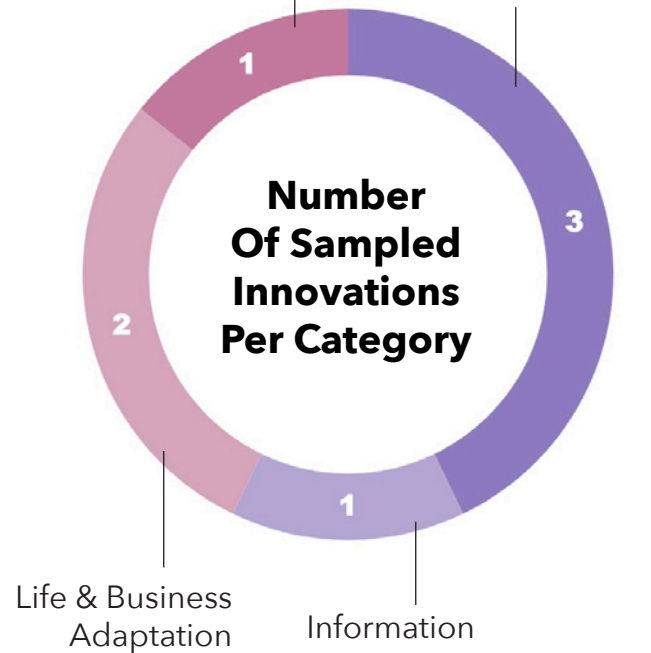 1
3
Number
Of Sampled
Innovations
Per Category
2
1
Life & Business
Adaptation
Information